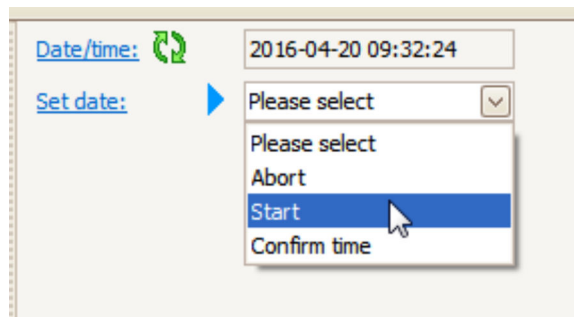 Date/time: 2016-04-20 09:32:24
Set date: Please select
Please select
Abort
Start
Confirm time